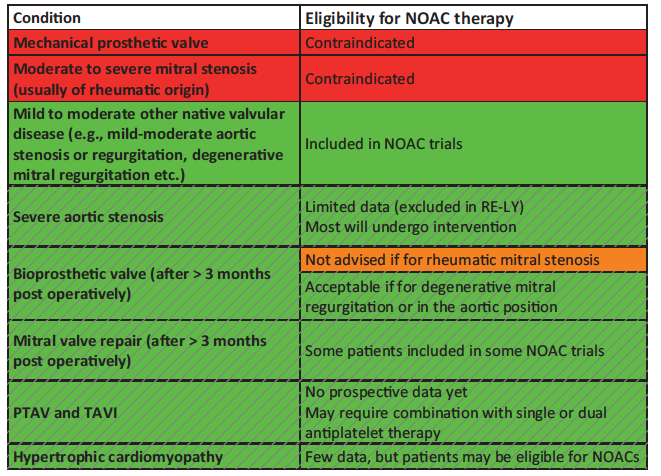 Condition
Eligibility for NOAC therapy
Mechanical prosthetic valve
Contraindicated
Moderate to severe mitral stenosis
(usually of rheumatic origin)
Contraindicated
Mild to moderate other native valvular
disease (e.g., mild-moderate aortic
stenosis or regurgitation, degenerative
mitral regurgitation etc.)
Included in NOAC trials
Severe aortic stenosis
Limited data (excluded in RE-LY)
Most will undergo intervention
Bioprosthetic valve (after > 3 months
post operatively)
Not advised if for rheumatic mitral stenosis
Acceptable if for degenerative mitral
regurgitation or in the aortic position
Mitral valve repair (after > 3 months
post operatively)
Some patients included in some NOAC trials
PTAV and TAVI
No prospective data yet
May require combination with single or dual
antiplatelet therapy
Hypertrophic cardiomyopathy
Few data, but patients may be eligible for NOACs